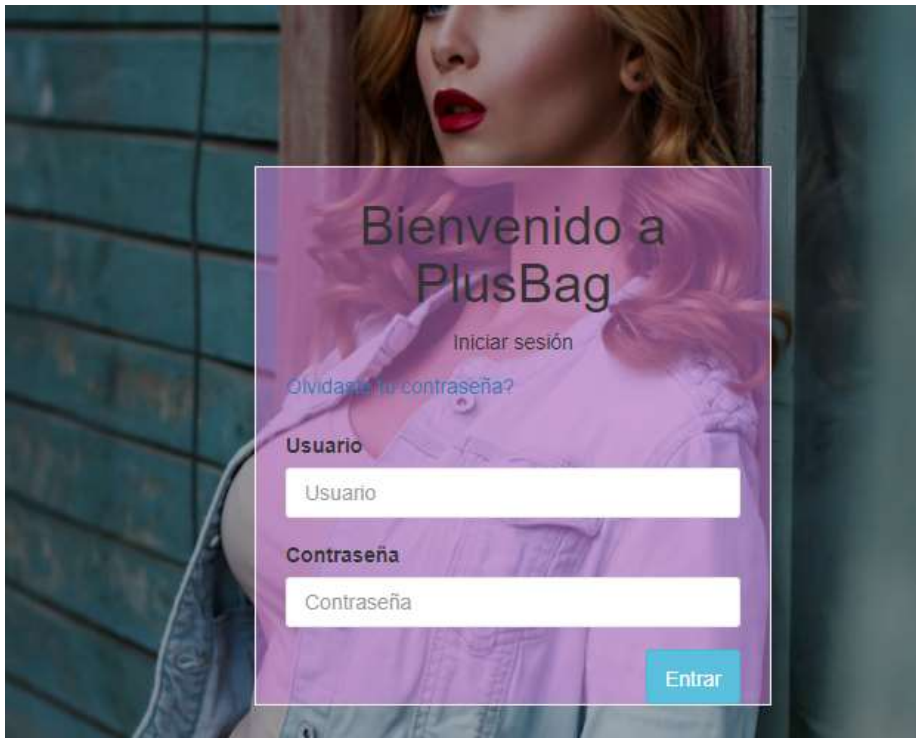 Bienvenido a
PlusBag
Iniciar sesión
Olvidaste tu contraseña?
Usuario
Usuario
Contraseña
Contraseña
Entrar